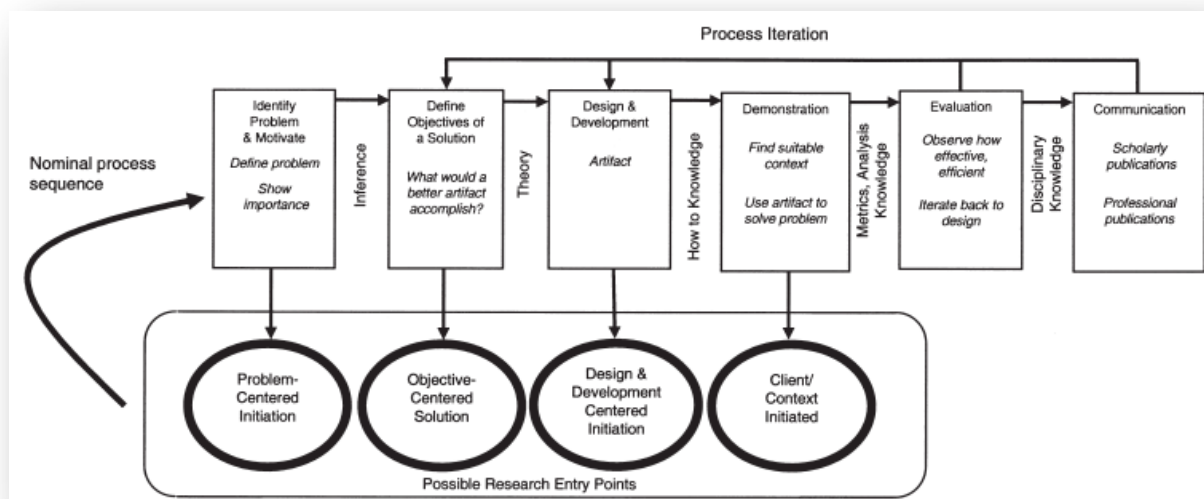 Process Iteration
Nominal process
sequence
Identify
Problem
& Motivate
Define problem
Show
importance
Inference
Define
Objectives of
a Solution
What would a
better artifact
accomplish?
Theory
Design &
Development
Artifact
How to Knowledge
Demonstration
Find suitable
context
Use artifact to
solve problem
Metrics, Analysis
Knowledge
Evaluation
Observe how
effective,
efficient
Iterate back to
design
Disciplinary
Knowledge
Communication
Scholarly
publications
Professional
publications
Problem-
Centered
Initiation
Objective-
Centered
Solution
Design &
Development
Centered
Initiation
Client/
Context
Initiated
Possible Research Entry Points